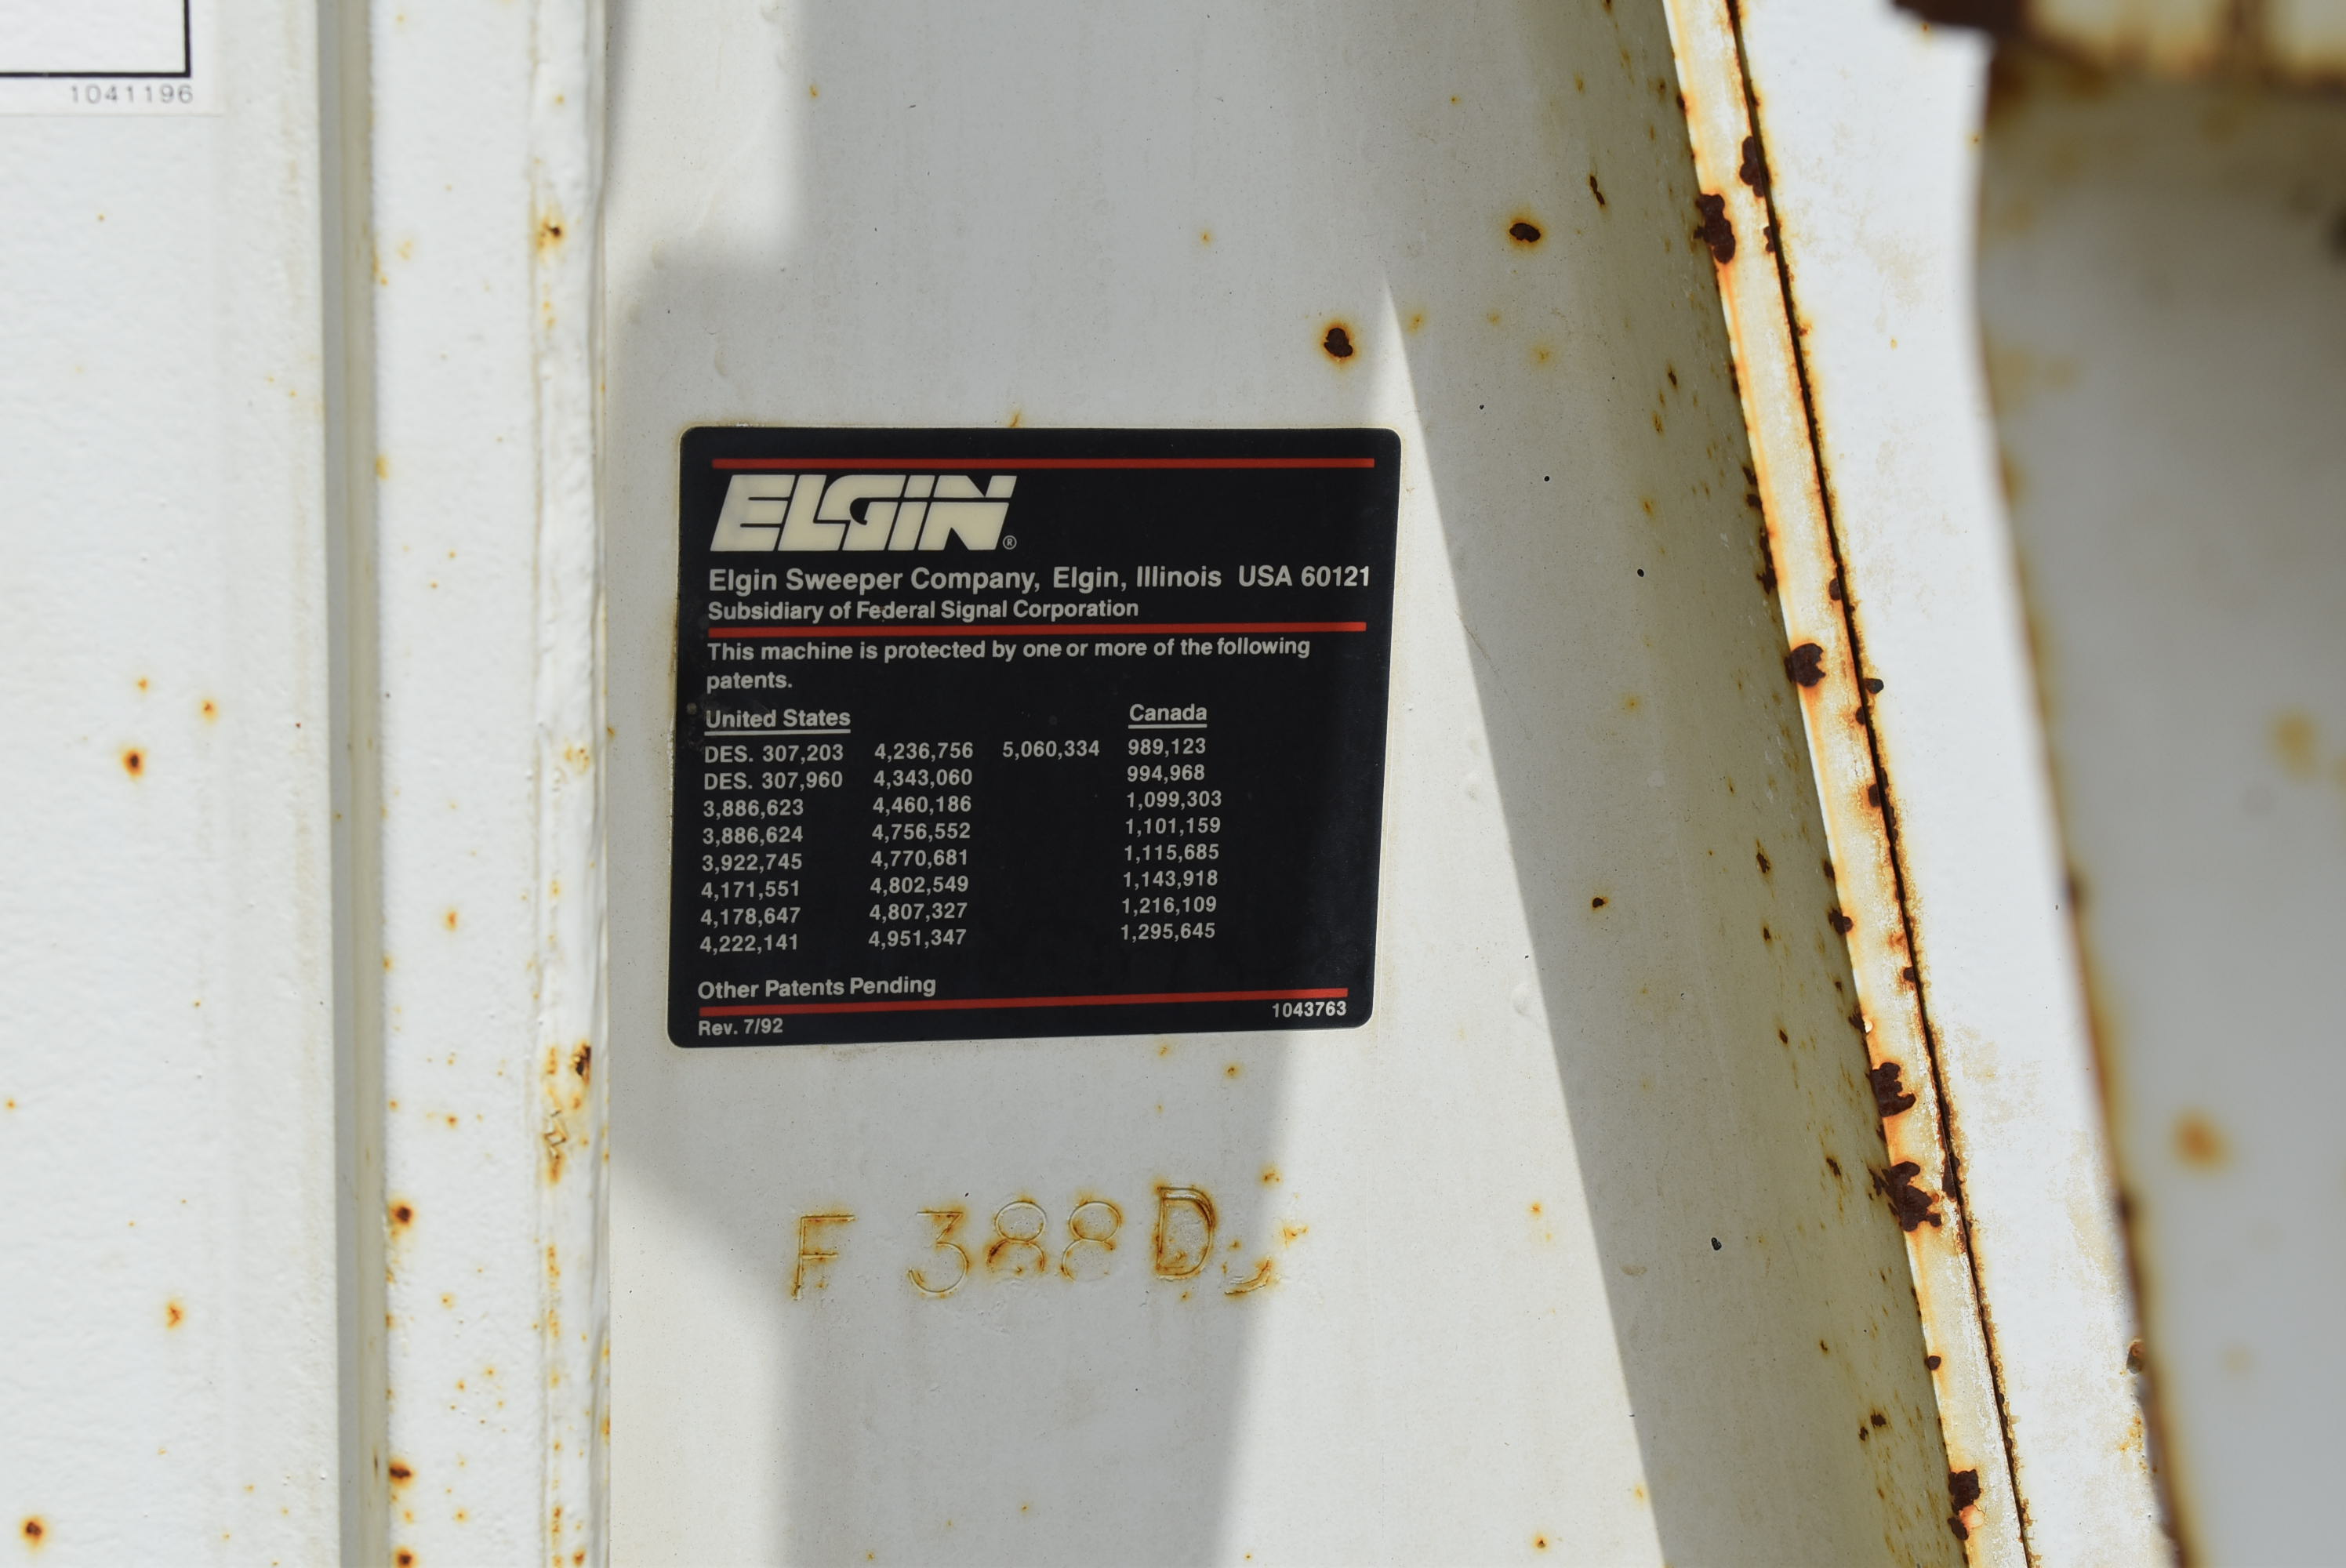 1041196
ELGIN®
Elgin Sweeper Company, Elgin, Illinois USA 60121
Subsidiary of Federal Signal Corporation
This machine is protected by one or more of the following
patents.
United States Canada
DES. 307,203 4,236,756 5,060,334 989,123
DES. 307,960 4,343,060 994,968
3,886,623 4,460,186 1,099,303
3,886,624 4,756,552 1,101,159
3,922,745 4,770,681 1,115,685
4,171,551 4,802,549 1,143,918
4,178,647 4,807,327 1,216,109
4,222,141 4,951,347 1,295,645
Other Patents Pending
Rev. 7/92 1043763
F 388 D